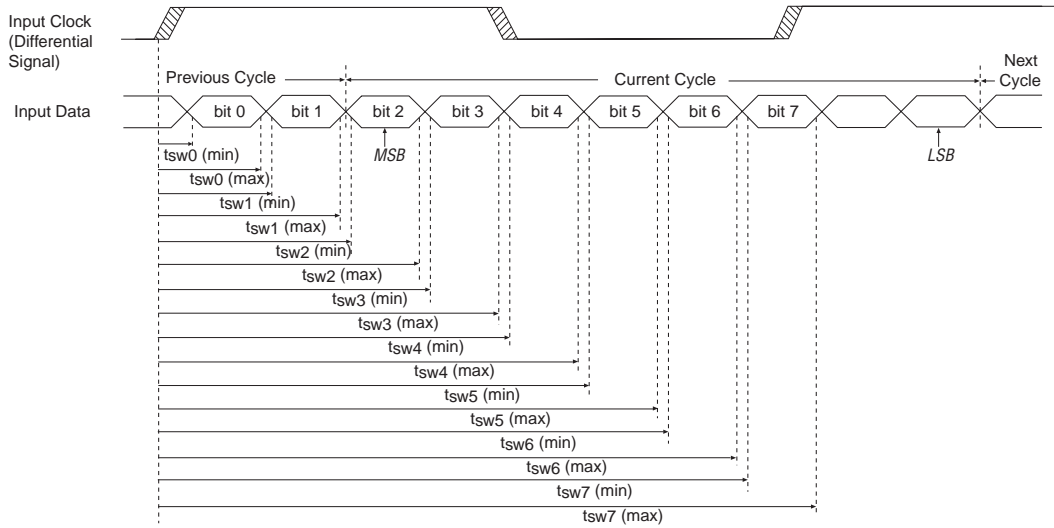 Input Clock
(Differential
Signal)
Previous Cycle
Current Cycle
Next
Cycle
Input Data
bit 0
bit 1
bit 2
bit 3
bit 4
bit 5
bit 6
bit 7
MSB
LSB
tsw0 (min)
tsw0 (max)
tsw1 (min)
tsw1 (max)
tsw2 (min)
tsw2 (max)
tsw3 (min)
tsw3 (max)
tsw4 (min)
tsw4 (max)
tsw5 (min)
tsw5 (max)
tsw6 (min)
tsw6 (max)
tsw7 (min)
tsw7 (max)